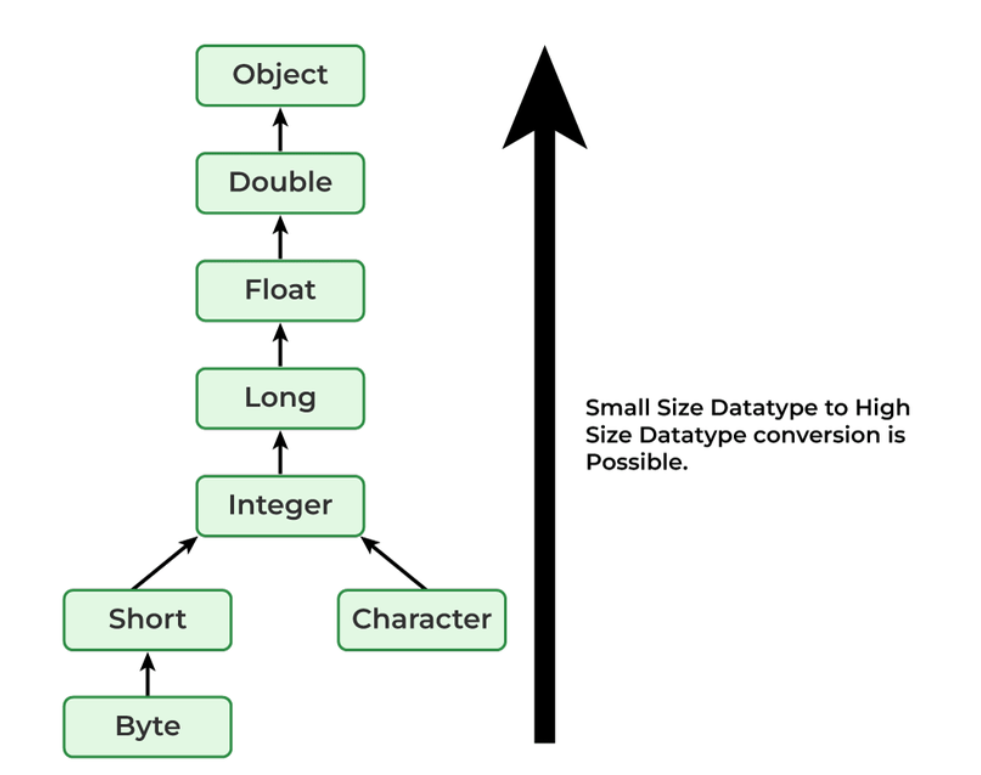 Object
Double
Float
Long
Small Size Datatype to High
Size Datatype conversion is
Possible.
Integer
Short
Character
Byte